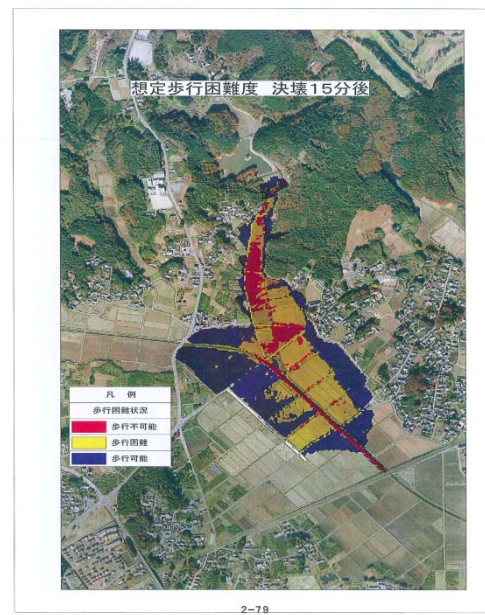 想定歩行困難度 決壊15分後
凡 例
歩行困難状況
歩行不可能
歩行困難
歩行可能
2-79